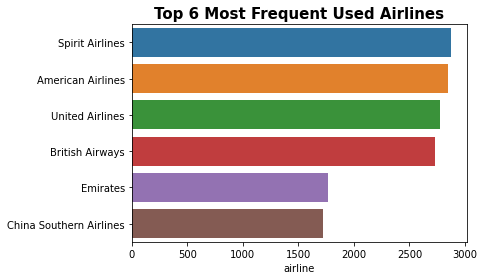 Top 6 Most Frequent Used Airlines
Spirit Airlines
American Airlines
United Airlines
British Airways
Emirates
China Southern Airlines
0 500 1000 1500 2000 2500 3000
airline